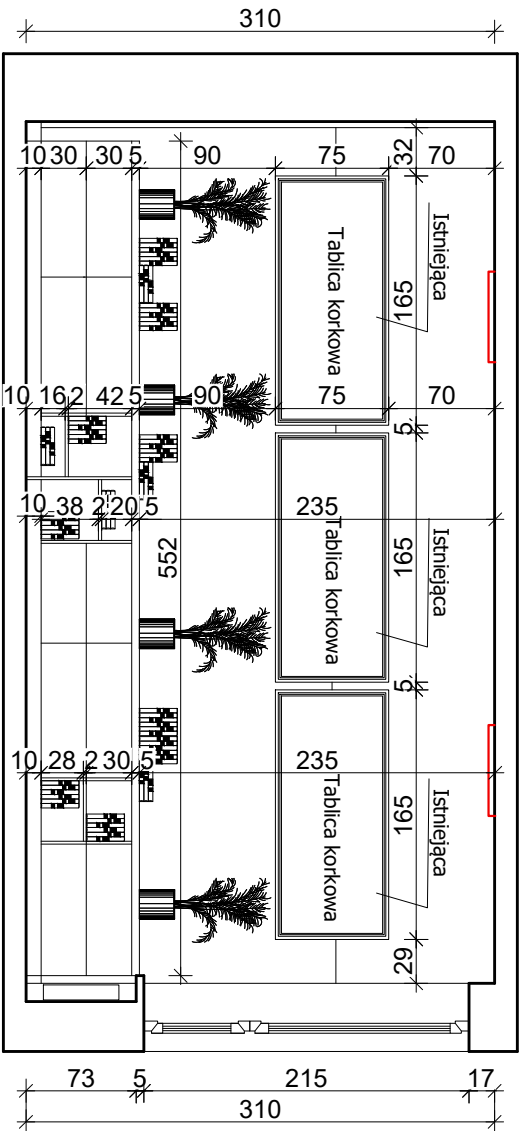 310
10 30 30 5 90 75 70
32
Istniejąca
Tablica korkowa
165
10 16 2 42 5 90 75 70
5
10 38 2 20 5 235
Istniejąca
Tablica korkowa
165
552
5
10 28 2 30 5 235
Istniejąca
Tablica korkowa
165
29
73 5 215 17
310